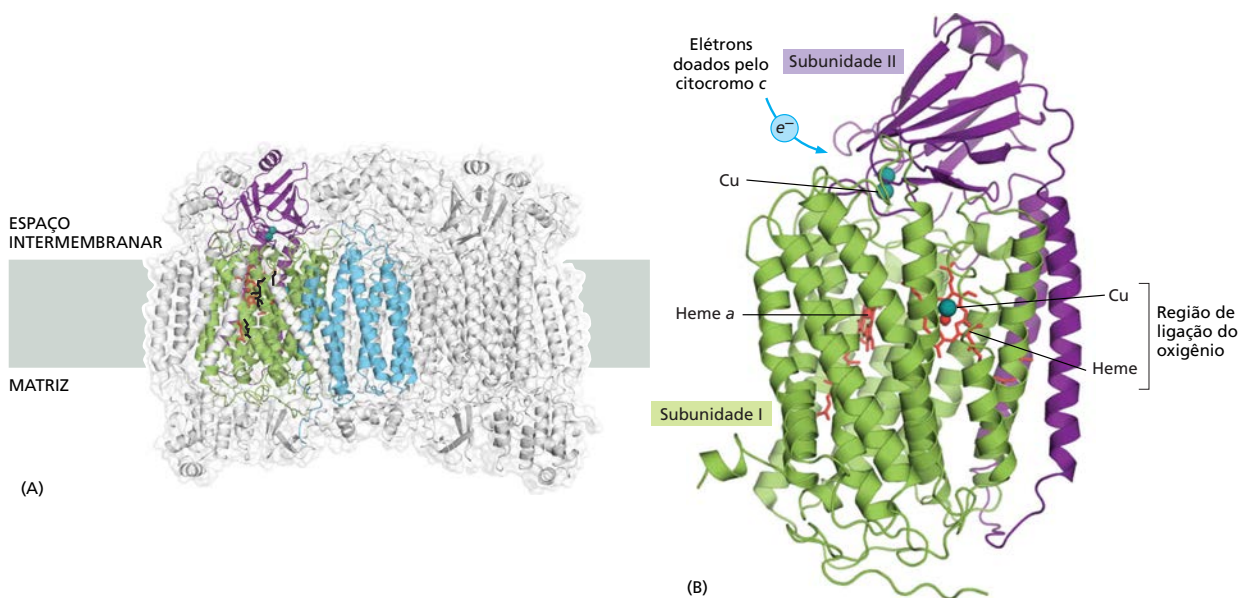 ESPAÇO
INTERMEMBRANAR
MATRIZ
(A)
Elétrons
doados pelo
citocromo c
Subunidade II
e–
Cu
Heme a
Cu
Heme
Região de
ligação do
oxigênio
Subunidade I
(B)